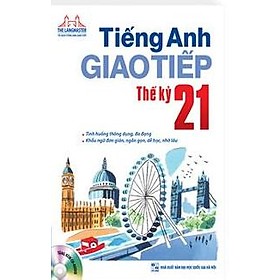 THE LANGMASTER
Tiếng Anh
GIAO TIẾP
Thế kỷ
21
Tình huống thông dụng, đa dạng
Khẩu ngữ đơn giản, ngắn gọn, dễ học, nhớ lâu
NHÀ XUẤT BẢN ĐẠI HỌC QUỐC GIA HÀ NỘI